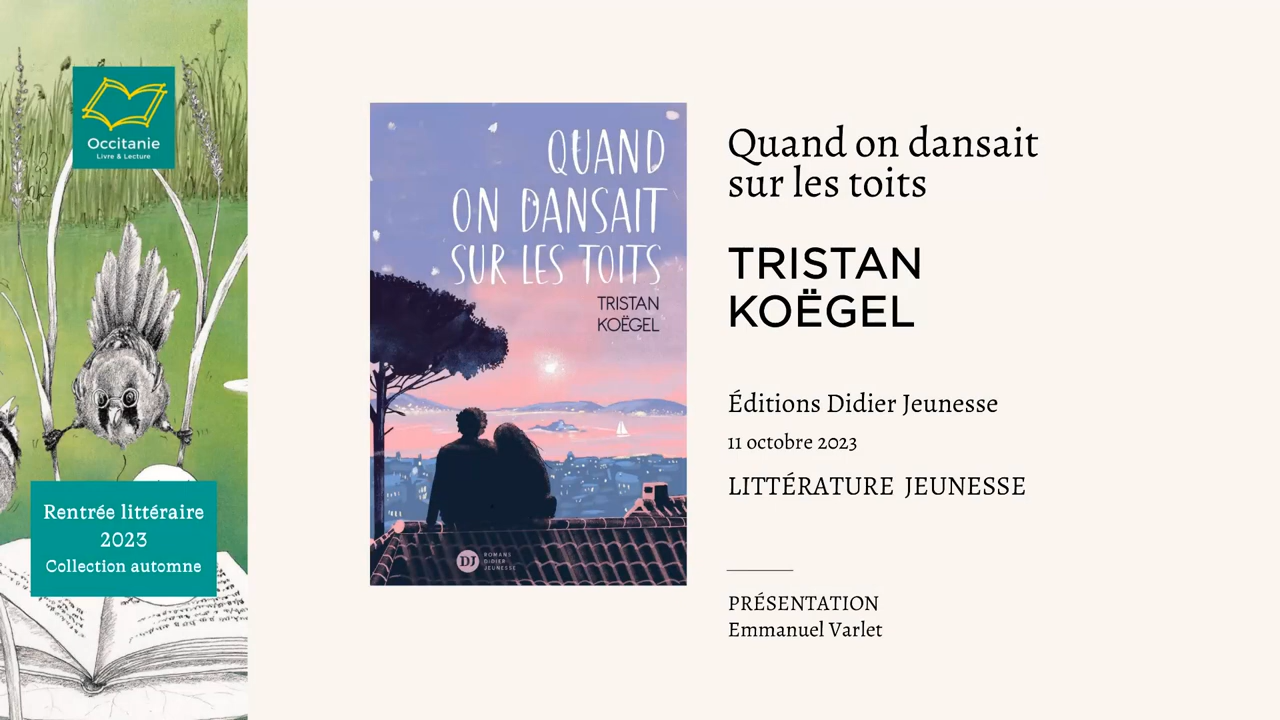 Occitanie
Livre & Lecture
Rentrée littéraire
2023
Collection automne
QUAND
ON DANSAIT
SUR LES TOITS
TRISTAN
KOËGEL
DJ
ROMANS
DIDIER
JEUNESSE
Quand on dansait
sur les toits
TRISTAN
KOËGEL
Éditions Didier Jeunesse
11 octobre 2023
LITTÉRATURE JEUNESSE
PRÉSENTATION
Emmanuel Varlet